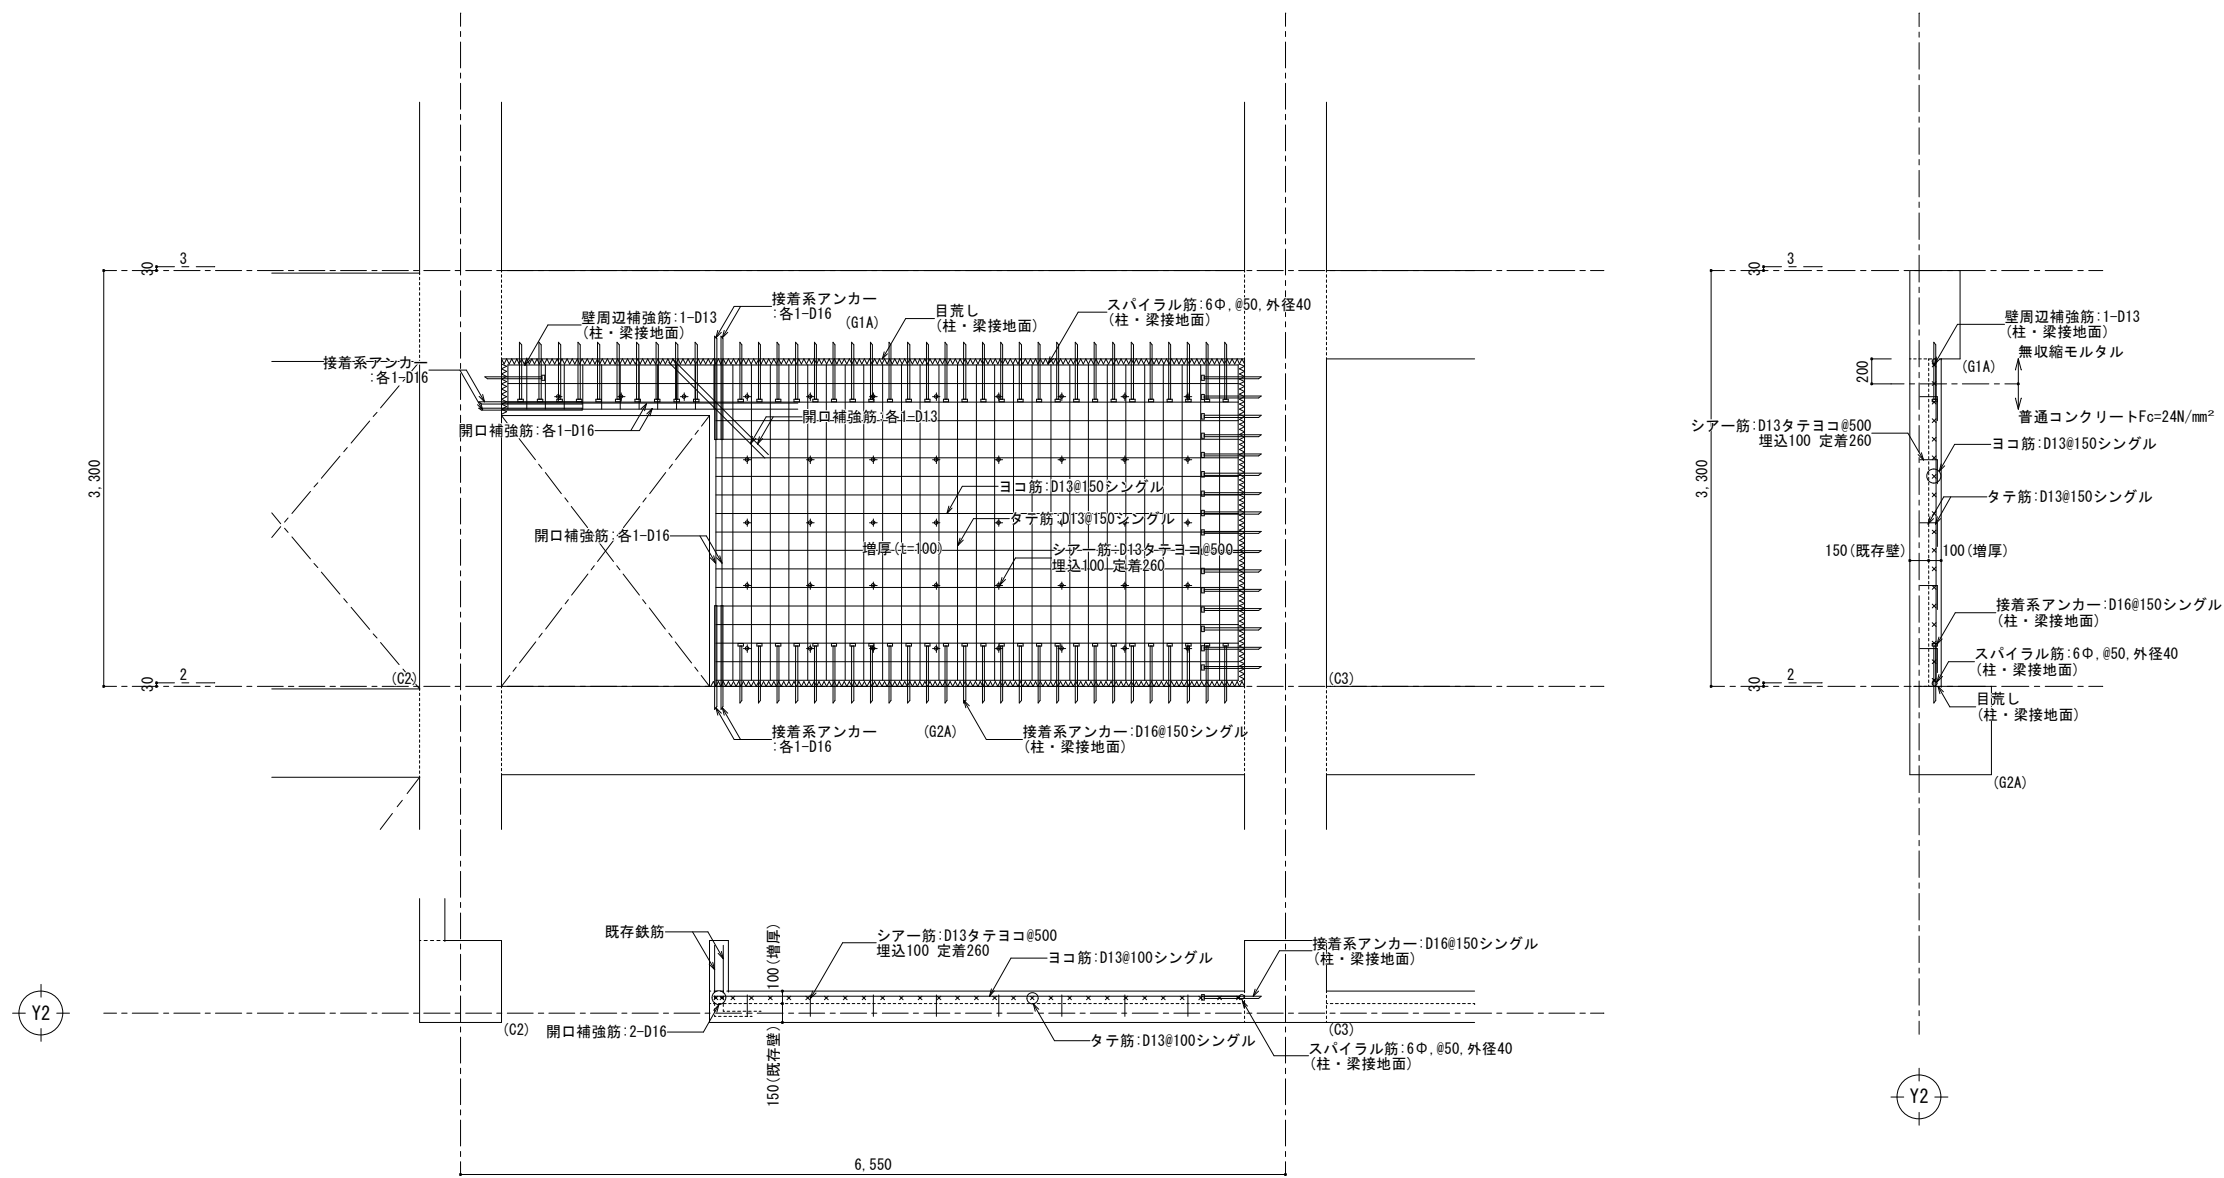 3
30
3,300
30
2
壁周辺補強筋:1-D13
(柱・梁接地面)
接着系アンカー
:各1-D16
(G1A)
目荒し
(柱・梁接地面)
スパイラル筋:6Φ,@50,外径40
(柱・梁接地面)
接着系アンカー
:各1-D16
開口補強筋:各1-D16
開口補強筋:各1-D13
ヨコ筋:D13@150シングル
タテ筋:D13@150シングル
開口補強筋:各1-D16
増厚(t=100)
シアー筋:D13タテヨコ@500
埋込100 定着260
(C2)
(C3)
接着系アンカー
:各1-D16
(G2A)
接着系アンカー:D16@150シングル
(柱・梁接地面)
既存鉄筋
シアー筋:D13タテヨコ@500
埋込100 定着260
ヨコ筋:D13@100シングル
接着系アンカー:D16@150シングル
(柱・梁接地面)
100(増厚)
150(既存壁)
Y2
(C2)
開口補強筋:2-D16
タテ筋:D13@100シングル
(C3)
スパイラル筋:6Φ,@50,外径40
(柱・梁接地面)
6,550
3
30
3,300
30
2
壁周辺補強筋:1-D13
(柱・梁接地面)
無収縮モルタル
(G1A)
200
普通コンクリートFc=24N/mm²
シアー筋:D13タテヨコ@500
埋込100 定着260
ヨコ筋:D13@150シングル
タテ筋:D13@150シングル
150(既存壁)
100(増厚)
接着系アンカー:D16@150シングル
(柱・梁接地面)
スパイラル筋:6Φ,@50,外径40
(柱・梁接地面)
目荒し
(柱・梁接地面)
(G2A)
Y2